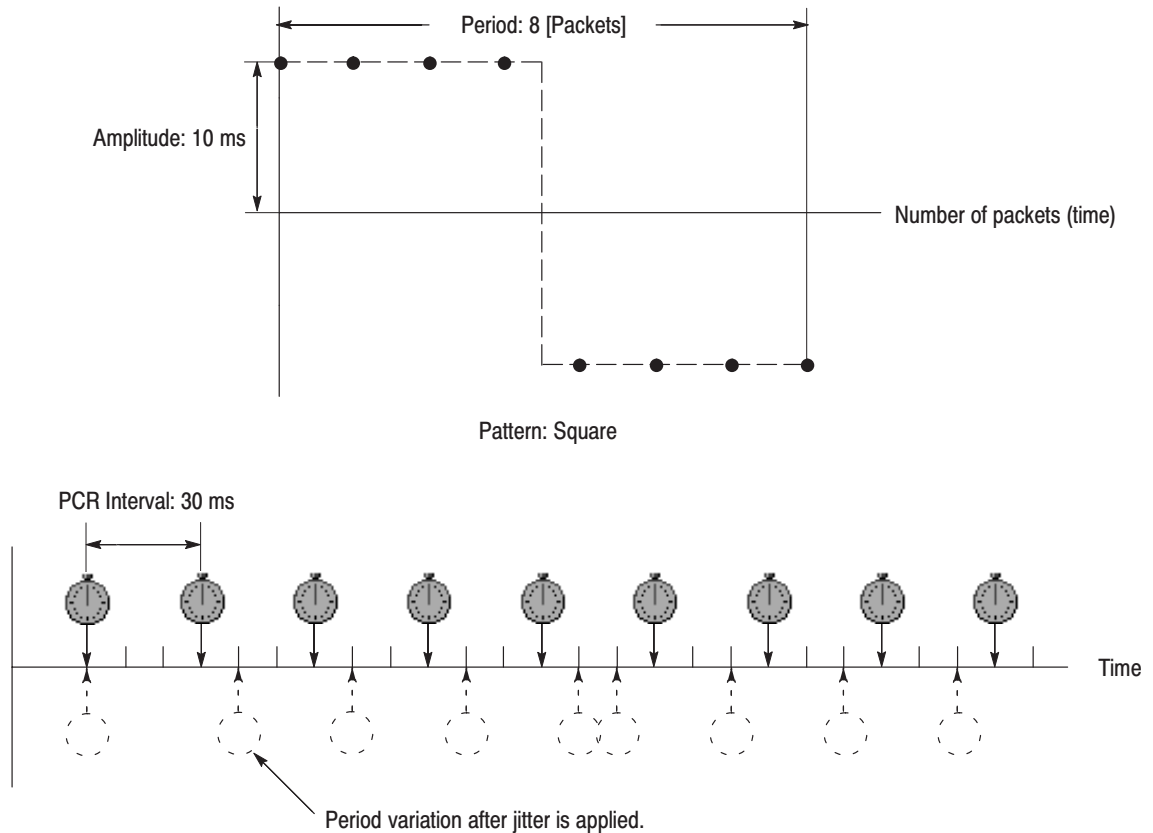 Period: 8 [Packets]
Amplitude: 10 ms
Number of packets (time)
Pattern: Square
PCR Interval: 30 ms
Time
Period variation after jitter is applied.